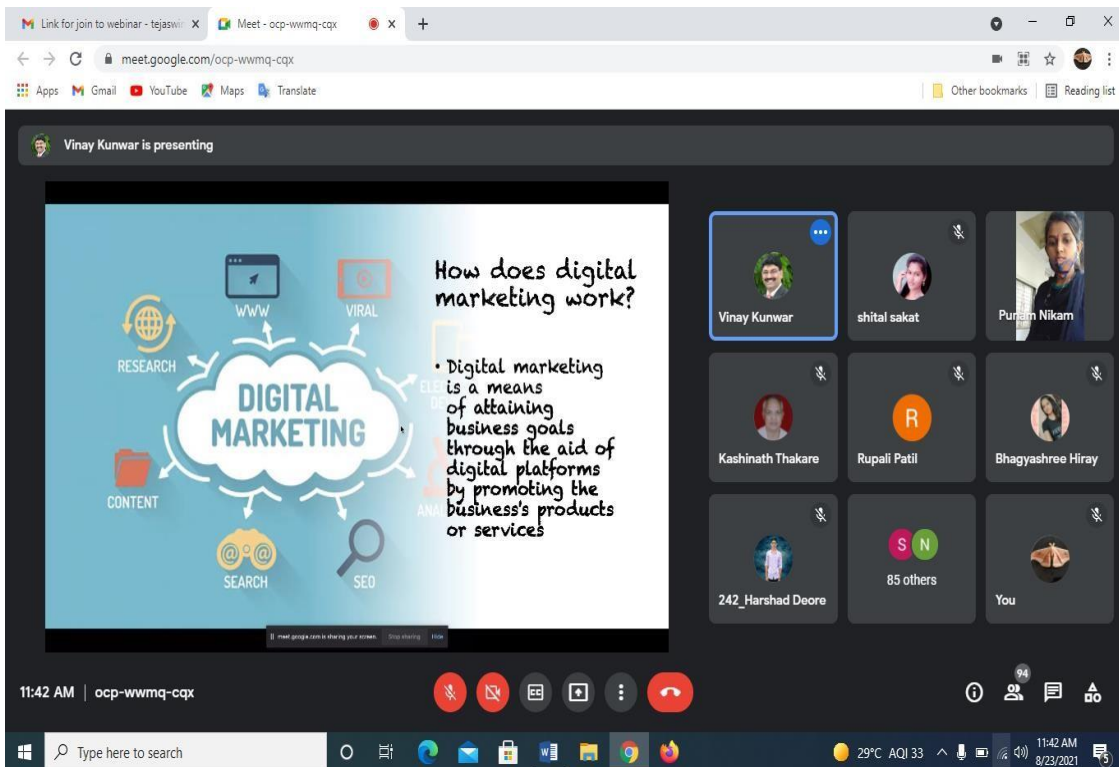 Link for join to webinar - tejaswi
Meet - ocp-wwmq-cqx
meet.google.com/ocp-wwmq-cqx
Apps
Gmail
YouTube
Maps
Translate
Other bookmarks
Reading list
Vinay Kunwar is presenting
How does digital
marketing work?
• Digital marketing
is a means
of attaining
business goals
through the aid of
digital platforms
by promoting the
business's products
or services
WWW
VIRAL
RESEARCH
DIGITAL
MARKETING
CONTENT
SEARCH
SEO
meet.google.com is sharing your screen.
Stop sharing
Hide
Vinay Kunwar
shital sakat
Punam Nikam
Kashinath Thakare
R
Rupali Patil
Bhagyashree Hiray
242_Harshad Deore
S N
85 others
You
11:42 AM | ocp-wwmq-cqx
CC
94
Type here to search
29°C AQI 33
11:42 AM
8/23/2021
5